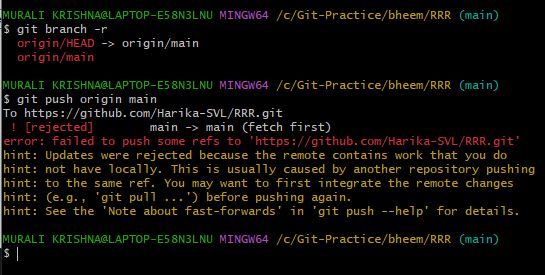 MURALI KRISHNA@LAPTOP-E58N3LNU MINGW64 /c/Git-Practice/bheem/RRR (main)
$ git branch -r
  origin/HEAD -> origin/main
  origin/main

MURALI KRISHNA@LAPTOP-E58N3LNU MINGW64 /c/Git-Practice/bheem/RRR (main)
$ git push origin main
To https://github.com/Harika-SVL/RRR.git
 ! [rejected]        main -> main (fetch first)
error: failed to push some refs to 'https://github.com/Harika-SVL/RRR.git'
hint: Updates were rejected because the remote contains work that you do
hint: not have locally. This is usually caused by another repository pushing
hint: to the same ref. You may want to first integrate the remote changes
hint: (e.g., 'git pull ...') before pushing again.
hint: See the 'Note about fast-forwards' in 'git push --help' for details.

MURALI KRISHNA@LAPTOP-E58N3LNU MINGW64 /c/Git-Practice/bheem/RRR (main)
$